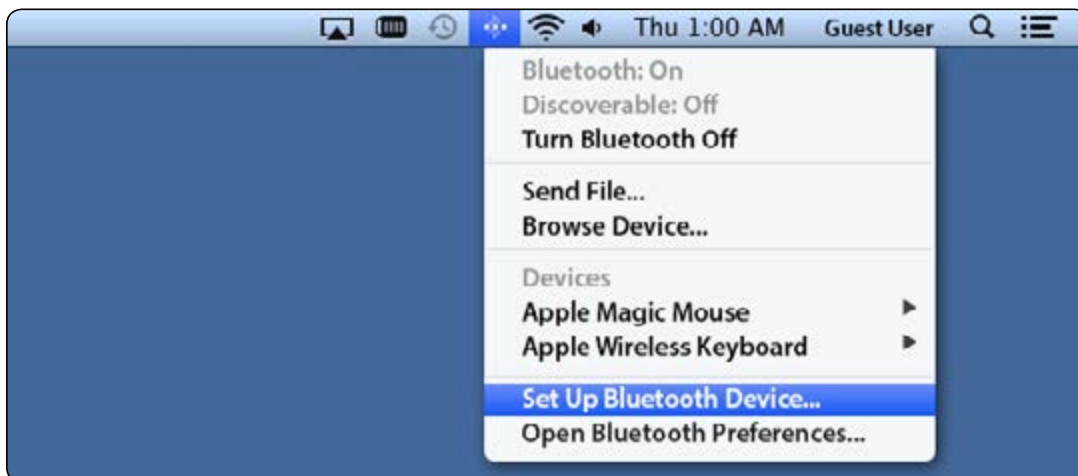 Thu 1:00 AM Guest User
Bluetooth: On
Discoverable: Off
Turn Bluetooth Off
Send File...
Browse Device...
Devices
Apple Magic Mouse
Apple Wireless Keyboard
Set Up Bluetooth Device...
Open Bluetooth Preferences...